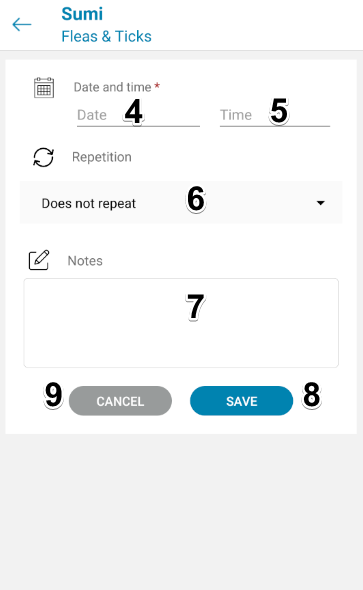 Sumi
Fleas & Ticks
Date and time *
Date 4 Time 5
Repetition
Does not repeat 6
Notes
7
9 CANCEL SAVE 8